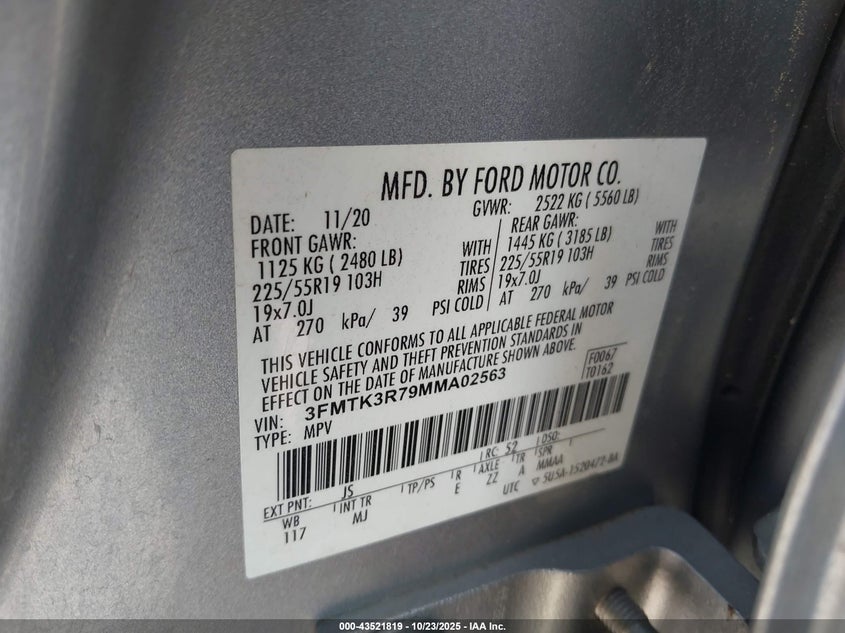 MFD. BY FORD MOTOR CO.
DATE: 11/20 GVWR: 2522 KG ( 5560 LB)
FRONT GAWR: REAR GAWR:
1125 KG ( 2480 LB) WITH 1445 KG ( 3185 LB) WITH
225/55R19 103H TIRES 225/55R19 103H TIRES
19x7.0J RIMS 19x7.0J RIMS
AT 270 kPa/ 39 PSI COLD AT 270 kPa/ 39 PSI COLD
THIS VEHICLE CONFORMS TO ALL APPLICABLE FEDERAL MOTOR
VEHICLE SAFETY AND THEFT PREVENTION STANDARDS IN
EFFECT ON THE DATE OF MANUFACTURE SHOWN ABOVE.
F0067
T0162
VIN: 3FMTK3R79MMA02563
TYPE: MPV
EXT PNT: JS RC: 52 DSO:
WB INT TR TP/PS R AXLE TR SPR
117 MJ E ZZ A MMAA
UTC ▽ 5U5A-1520472-BA
000-43521819 - 10/23/2025 - IAA Inc.